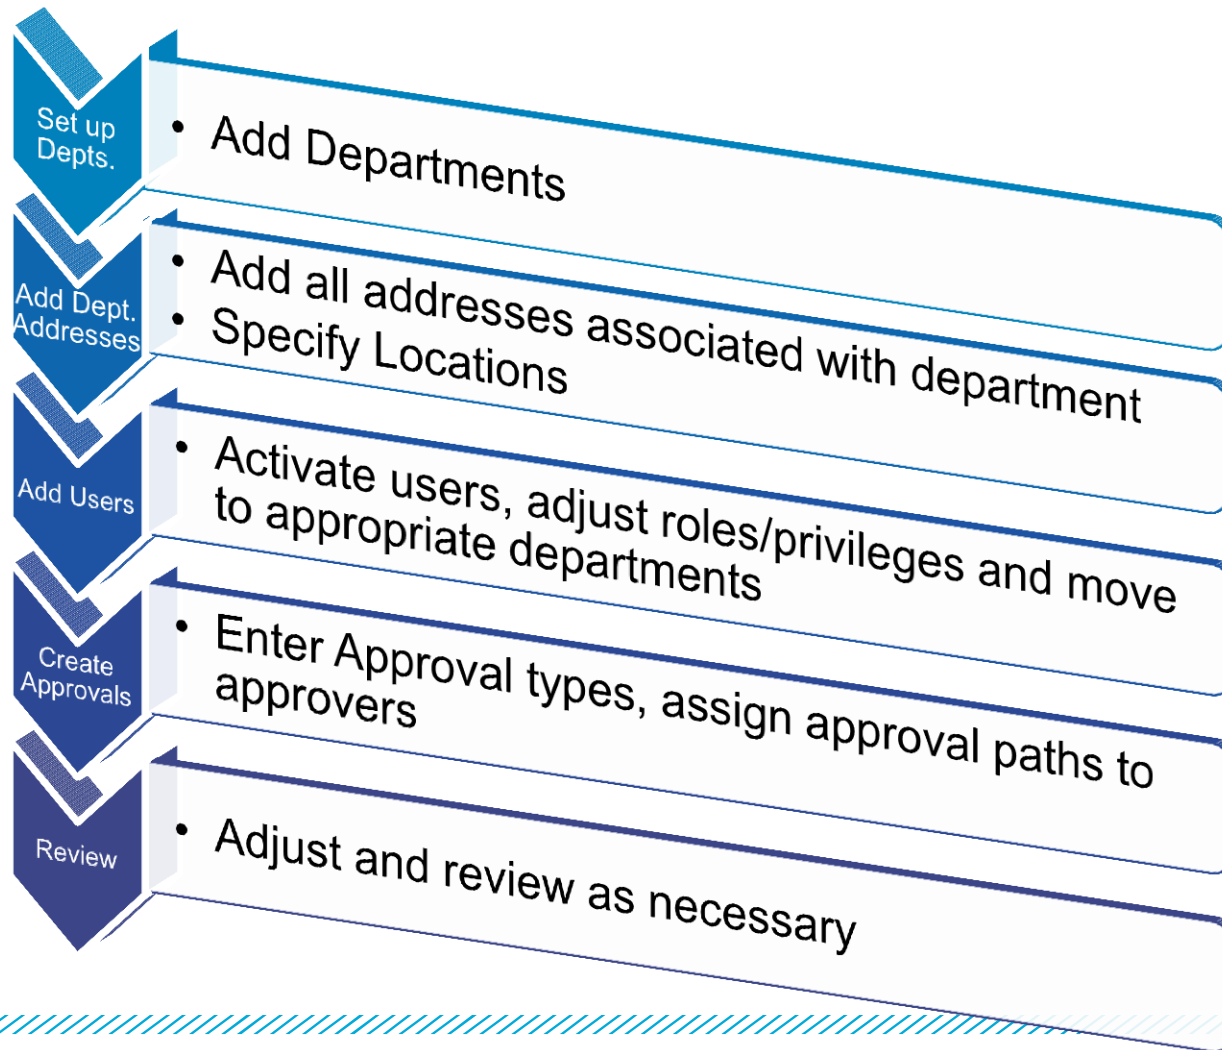 Set up
Depts.
• Add Departments
Add Dept.
Addresses
• Add all addresses associated with department
• Specify Locations
Add Users
• Activate users, adjust roles/privileges and move
to appropriate departments
Create
Approvals
• Enter Approval types, assign approval paths to
approvers
Review
• Adjust and review as necessary